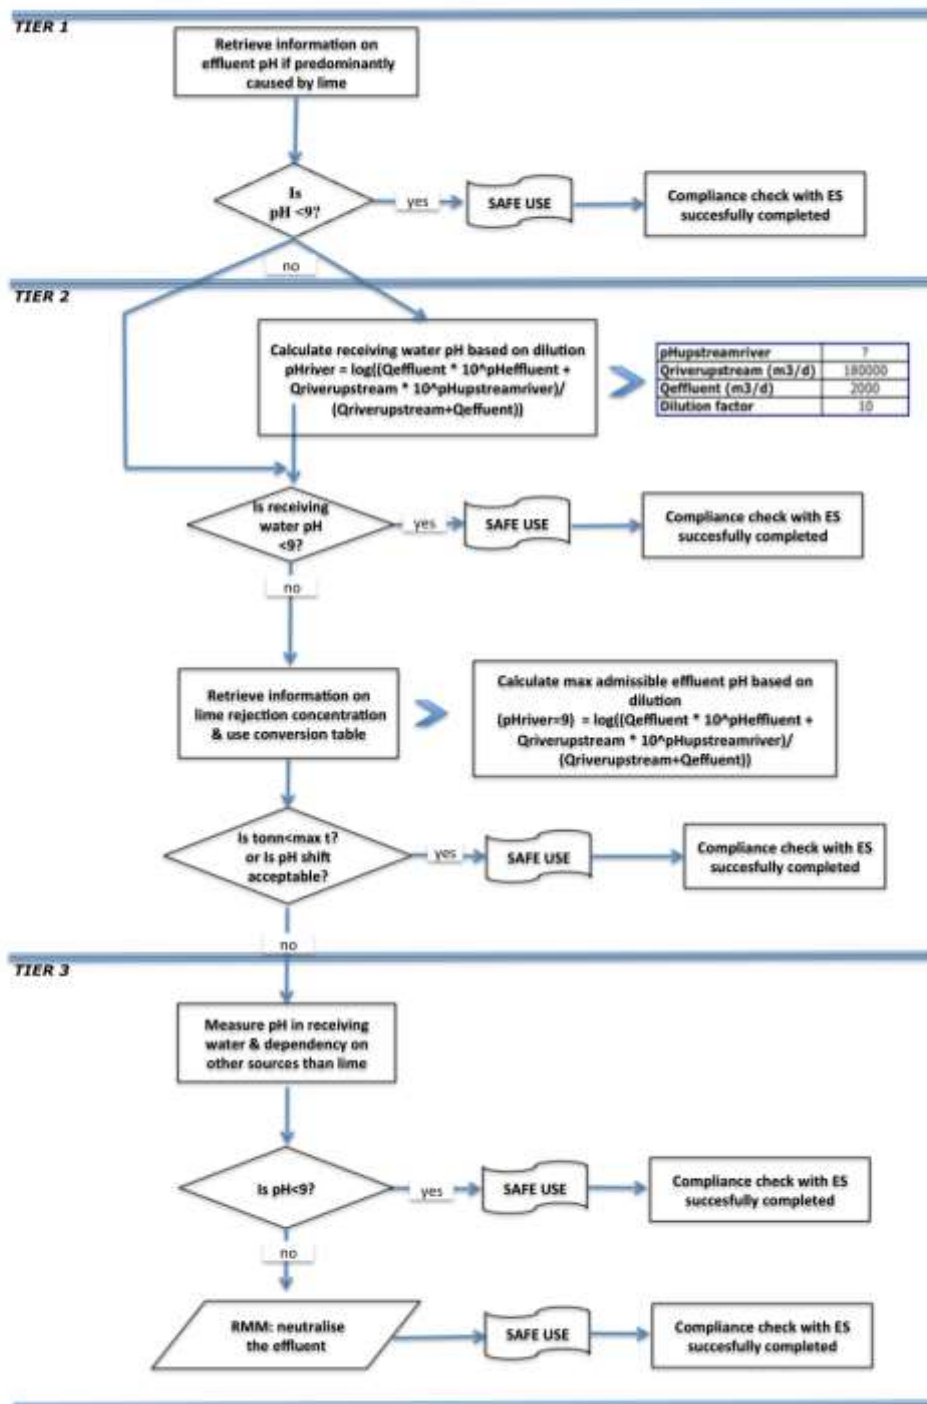 TIER 1
Retrieve information on
effluent pH if predominantly
caused by lime
Is
pH <9?
yes
SAFE USE
Compliance check with ES
succesfully completed
no
TIER 2
Calculate receiving water pH based on dilution
pHriver = log((Qeffluent * 10^pHeffluent +
Qriverupstream * 10^pHupstreamriver)/
(Qriverupstream+Qeffuent))
pHupstreamriver ?
Qriverupstream (m3/d) 180000
Qeffluent (m3/d) 2000
Dilution factor 10
Is receiving
water pH
<9?
yes
SAFE USE
Compliance check with ES
succesfully completed
no
Retrieve information on
lime rejection concentration
& use conversion table
Calculate max admissible effluent pH based on
dilution
(pHriver=9) = log((Qeffluent * 10^pHeffluent +
Qriverupstream * 10^pHupstreamriver)/
(Qriverupstream+Qeffuent))
Is tonn<max t?
or Is pH shift
acceptable?
yes
SAFE USE
Compliance check with ES
succesfully completed
no
TIER 3
Measure pH in receiving
water & dependency on
other sources than lime
Is pH<9?
yes
SAFE USE
Compliance check with ES
succesfully completed
no
RMM: neutralise
the effluent
SAFE USE
Compliance check with ES
succesfully completed